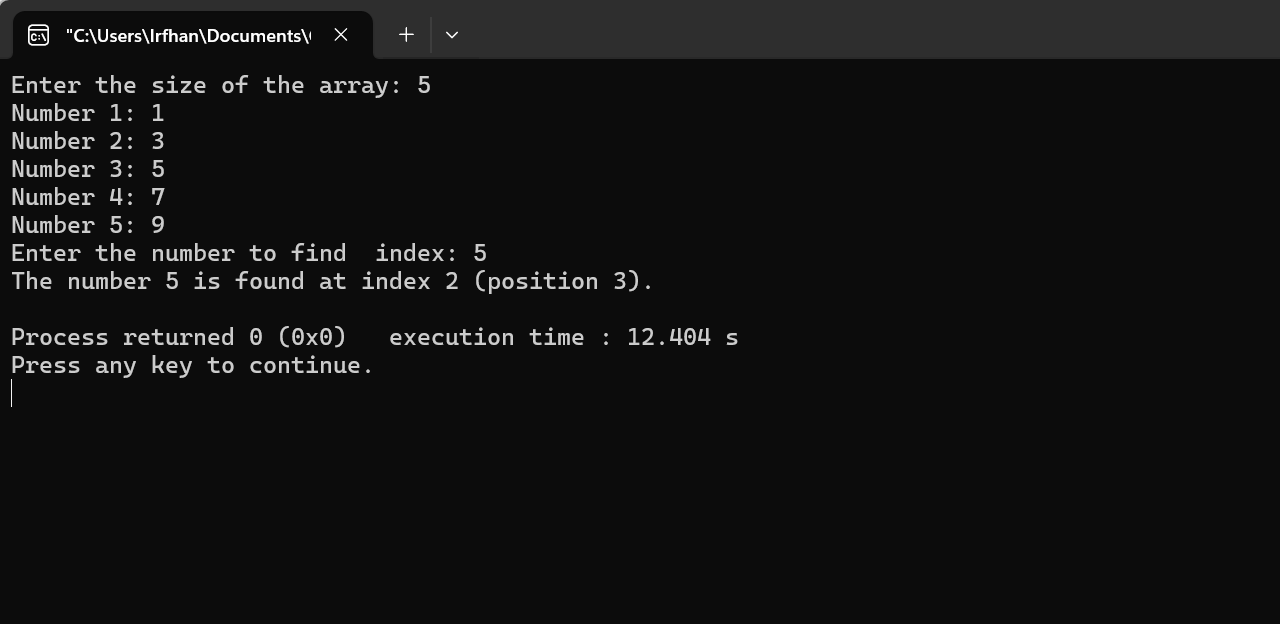 "C:\Users\Irfhan\Documents\
Enter the size of the array: 5
Number 1: 1
Number 2: 3
Number 3: 5
Number 4: 7
Number 5: 9
Enter the number to find  index: 5
The number 5 is found at index 2 (position 3).
Process returned 0 (0x0)   execution time : 12.404 s
Press any key to continue.